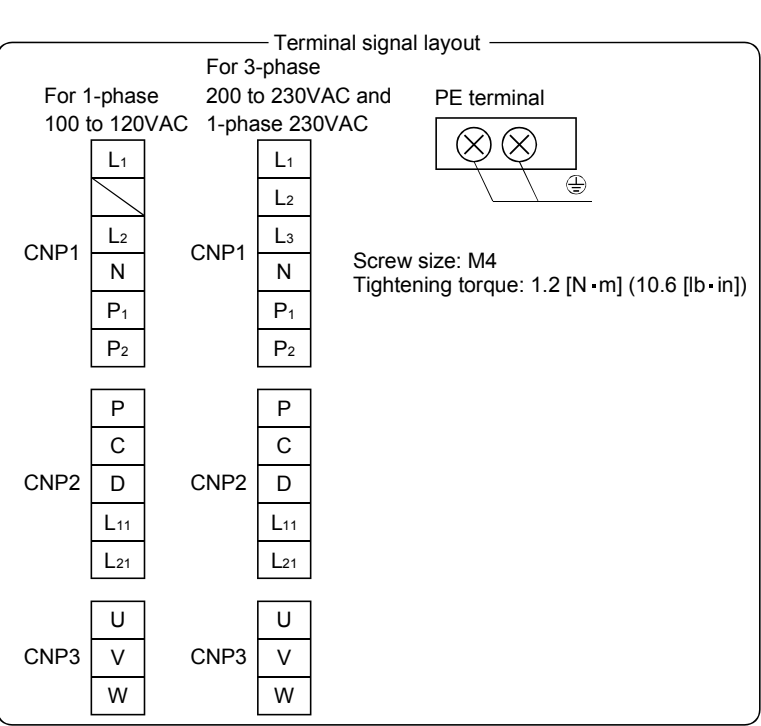 Terminal signal layout
For 1-phase
100 to 120VAC
For 3-phase
200 to 230VAC and
1-phase 230VAC
PE terminal
CNP1
L1
L2
N
P1
P2
CNP1
L1
L2
L3
N
P1
P2
Screw size: M4
Tightening torque: 1.2 [N·m] (10.6 [lb·in])
CNP2
P
C
D
L11
L21
CNP2
P
C
D
L11
L21
CNP3
U
V
W
CNP3
U
V
W